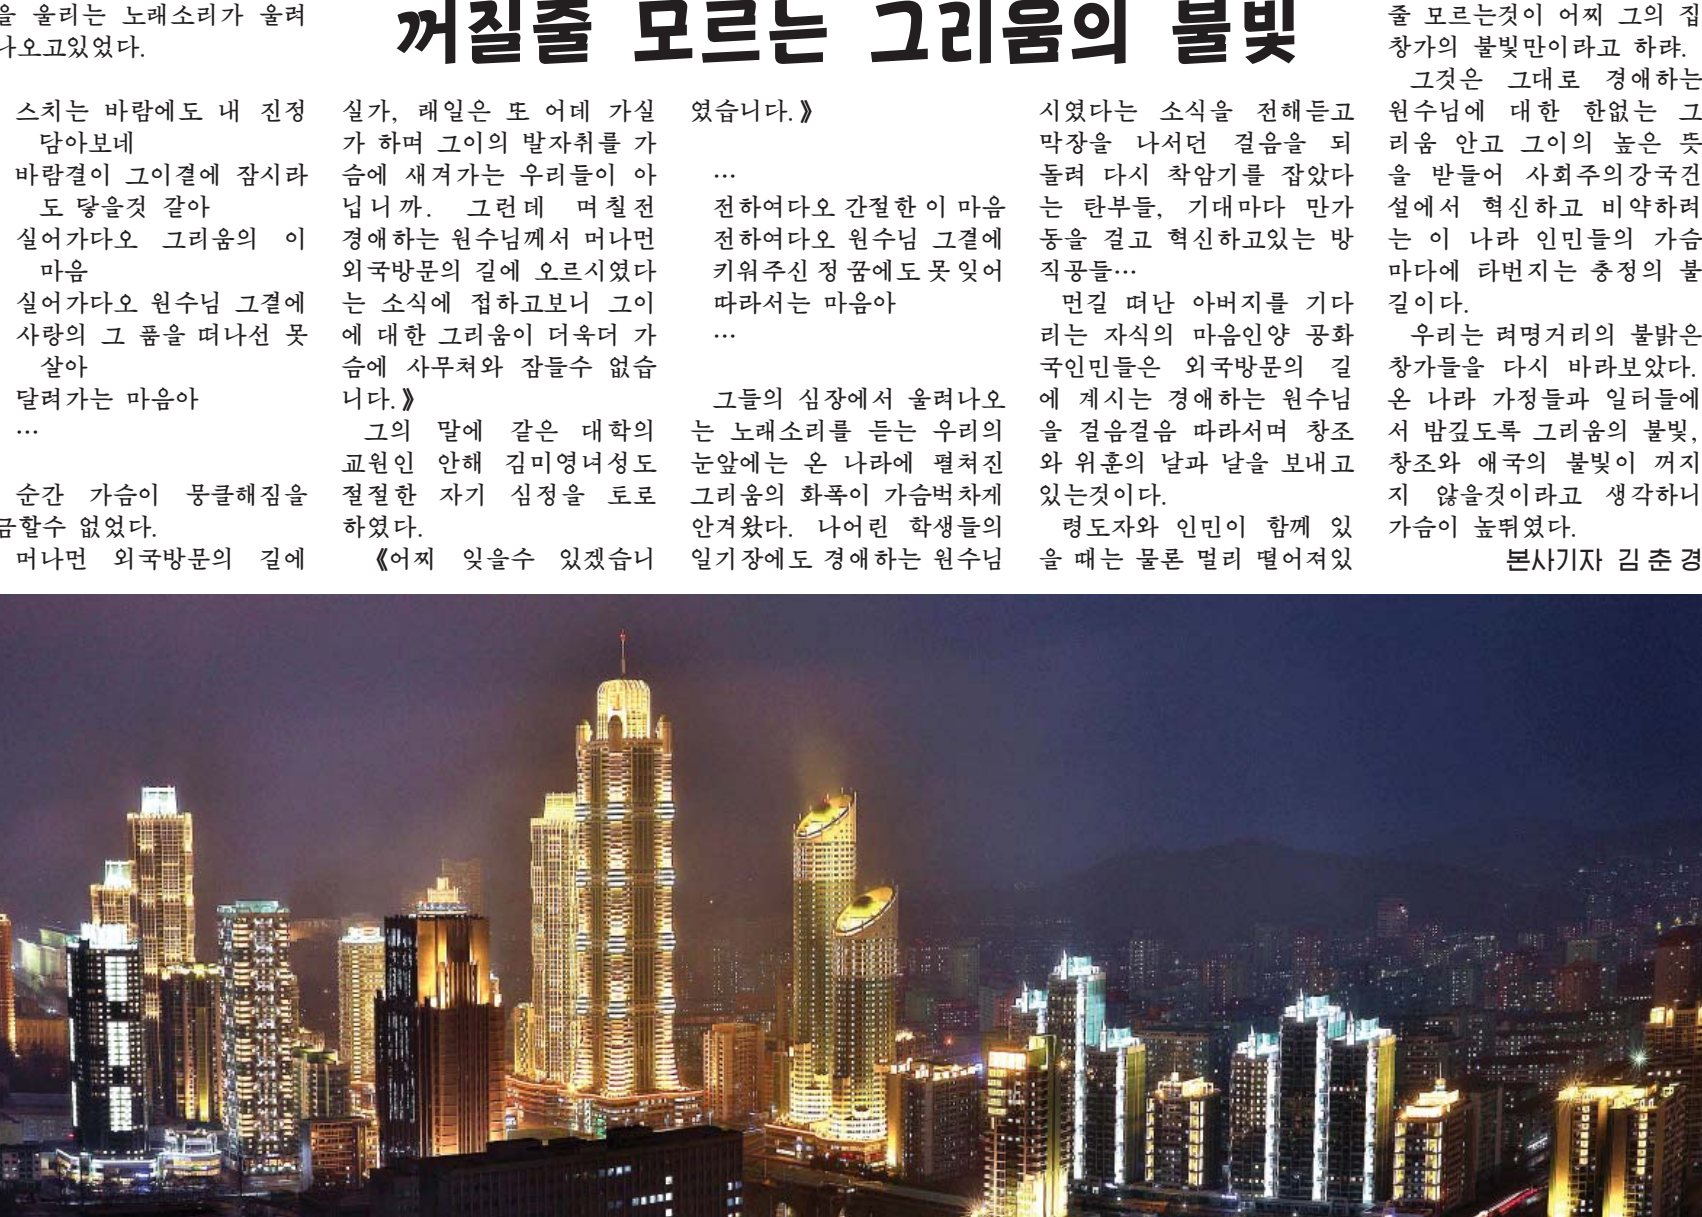 꺼질줄 모르는 그리움의 불빛
을 울리는 노래소리가 울려
나오고있었다.
스치는 바람에도 내 진정
담아보네
바람결이 그이곁에 잠시라
도 닿을것 같아
실어가다오 그리움의 이
마음
실어가다오 원수님 그곁에
사랑의 그 품을 떠나선 못
살아
달려가는 마음아
…
순간 가슴이 뭉클해짐을
금할수 없었다.
머나먼 외국방문의 길에
실가, 래일은 또 어데 가실
가 하며 그이의 발자취를 가
슴에 새겨가는 우리들이 아
닙니까. 그런데 며칠전
경애하는 원수님께서 머나먼
외국방문의 길에 오르시였다
는 소식에 접하고보니 그이
에 대한 그리움이 더욱더 가
슴에 사무쳐와 잠들수 없습
니다.》
그의 말에 같은 대학의
교원인 안해 김미영녀성도
절절한 자기 심정을 토로
하였다.
《어찌 잊을수 있겠습니
였습니다.》
…
전하여다오 간절한 이 마음
전하여다오 원수님 그곁에
키워주신 정 꿈에도 못 잊어
따라서는 마음아
…
그들의 심장에서 울려나오
는 노래소리를 듣는 우리의
눈앞에는 온 나라에 펼쳐진
그리움의 화폭이 가슴벅차게
안겨왔다. 나어린 학생들의
일기장에도 경애하는 원수님
시였다는 소식을 전해듣고
막장을 나서던 걸음을 되
돌려 다시 착암기를 잡았다
는 탄부들, 기대마다 만가
동을 걸고 혁신하고있는 방
직공들…
먼길 떠난 아버지를 기다
리는 자식의 마음인양 공화
국인민들은 외국방문의 길
에 계시는 경애하는 원수님
을 걸음걸음 따라서며 창조
와 위훈의 날과 날을 보내고
있는것이다.
령도자와 인민이 함께 있
을 때는 물론 멀리 떨어져있
줄 모르는것이 어찌 그의 집
창가의 불빛만이라고 하랴.
그것은 그대로 경애하는
원수님에 대한 한없는 그
리움 안고 그이의 높은 뜻
을 받들어 사회주의강국건
설에서 혁신하고 비약하려
는 이 나라 인민들의 가슴
마다에 타번지는 충정의 불
길이다.
우리는 려명거리의 불밝은
창가들을 다시 바라보았다.
온 나라 가정들과 일터들에
서 밤깊도록 그리움의 불빛,
창조와 애국의 불빛이 꺼지
지 않을것이라고 생각하니
가슴이 높뛰였다.
본사기자 김춘경